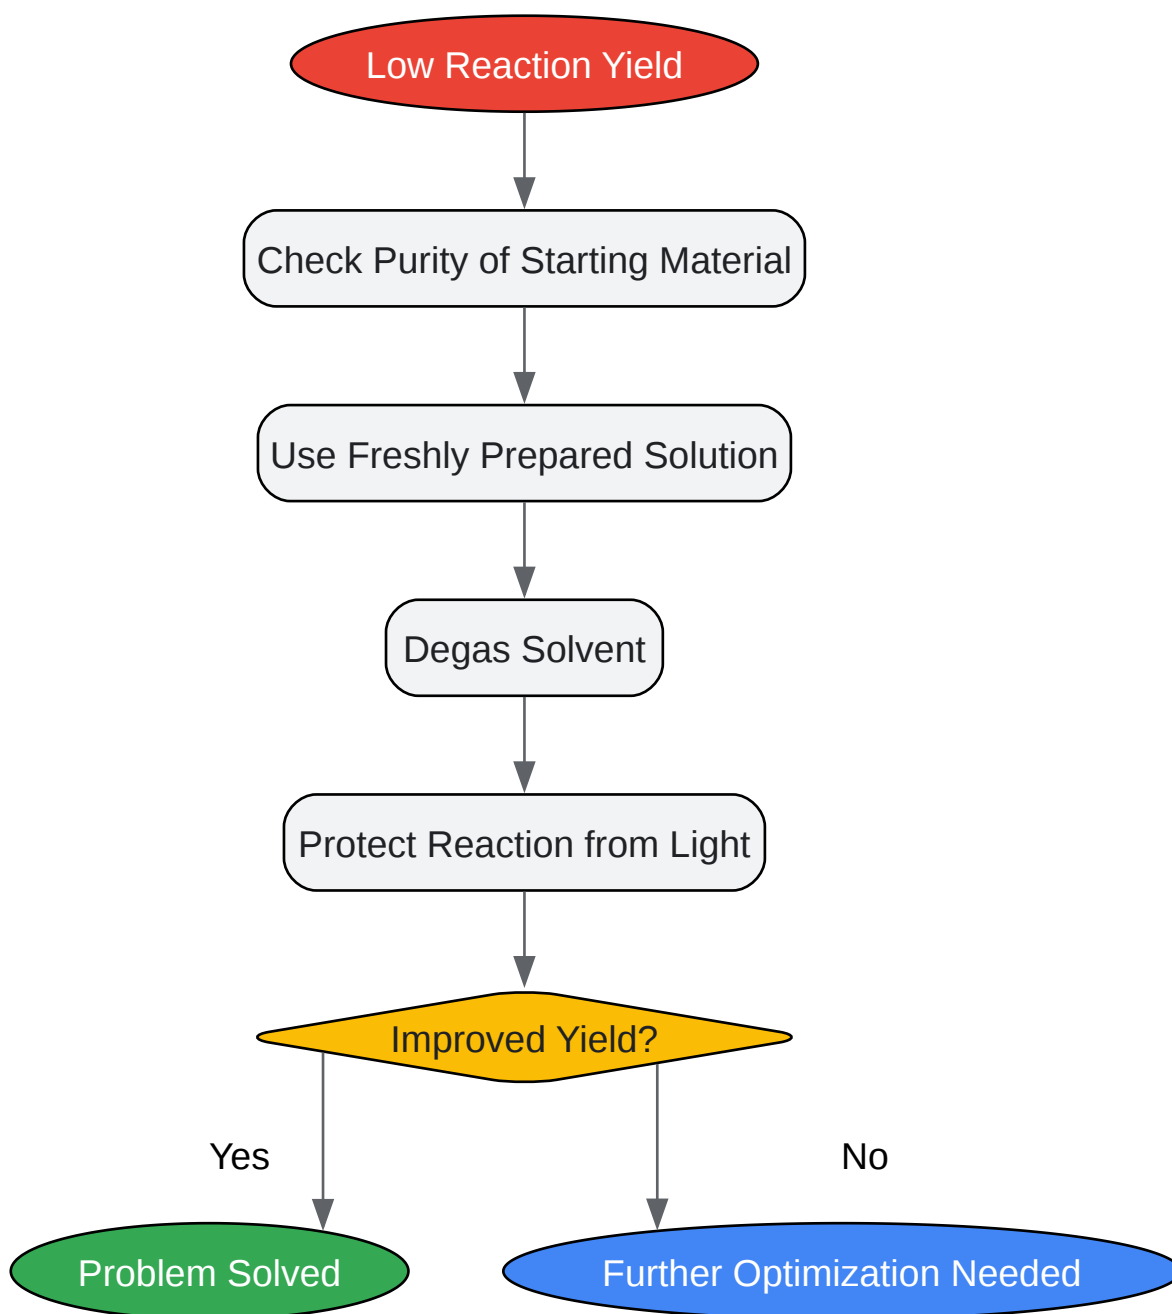 Low Reaction Yield
Check Purity of Starting Material
Use Freshly Prepared Solution
Degas Solvent
Protect Reaction from Light
Improved Yield?
Yes
No
Problem Solved
Further Optimization Needed